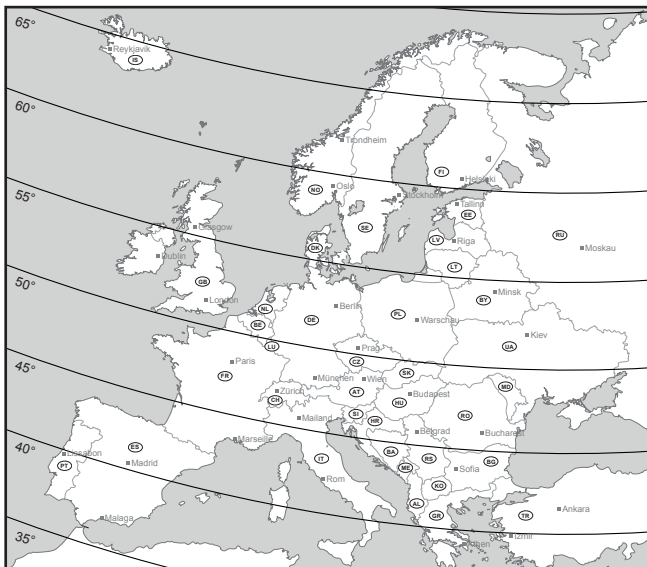 65°
Reykjavik
IS
60°
Trondheim
FI
Helsinki
NO
Oslo
Stockholm
55°
Tallinn
EE
Glasgow
SE
RU
Moskau
LV
Riga
DK
Dublin
LT
50°
GB
Minsk
BY
London
NL
Berlin
PL
DE
Warschau
BE
Kiev
UA
LU
Prag
45°
Paris
CZ
FR
SK
München
Wien
MD
Zürich
AT
Budapest
CH
HU
SI
RO
Mailand
HR
Belgrad
Bucharest
40°
Marseille
ES
BA
RS
BG
Lissabon
IT
PT
Madrid
ME
Sofia
Rom
KO
AL
Ankara
Malaga
GR
TR
35°
Izmir
Athen